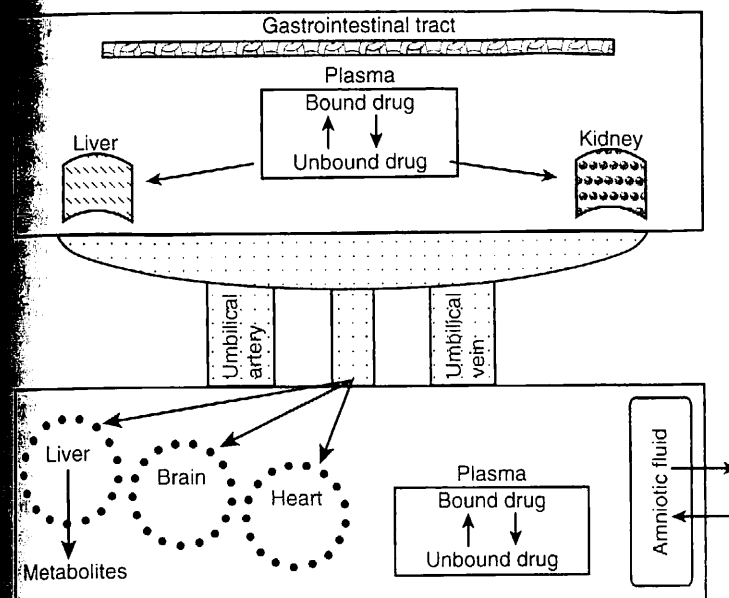 Gastrointestinal tract
Plasma
Bound drug
Unbound drug
Liver
Kidney
Umbilical
artery
Umbilical
vein
Liver
Brain
Heart
Metabolites
Plasma
Bound drug
Unbound drug
Amniotic fluid